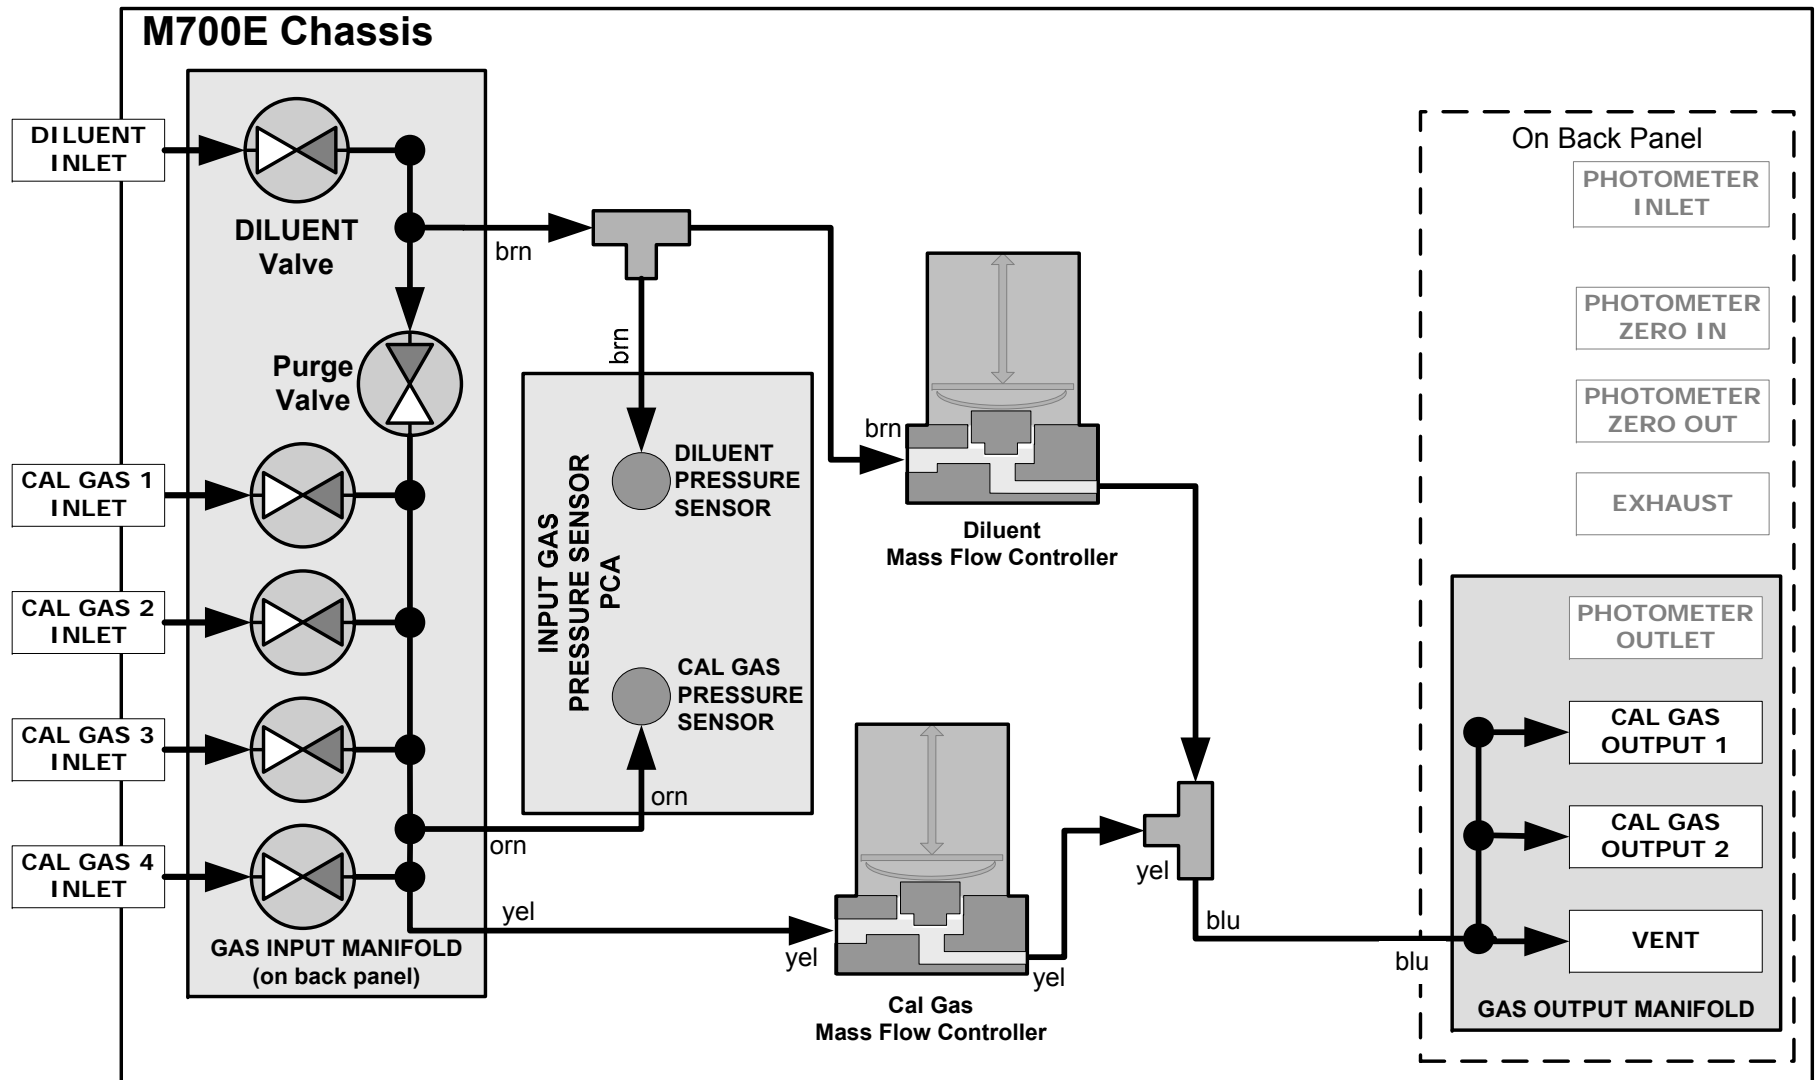 M700E Chassis
DILUENT
INLET
DILUENT
Valve
Purge
Valve
CAL GAS 1
INLET
CAL GAS 2
INLET
CAL GAS 3
INLET
CAL GAS 4
INLET
GAS INPUT MANIFOLD
(on back panel)
brn
brn
INPUT GAS
PRESSURE SENSOR
PCA
DILUENT
PRESSURE
SENSOR
CAL GAS
PRESSURE
SENSOR
orn
orn
yel
brn
Diluent
Mass Flow Controller
yel
yel
Cal Gas
Mass Flow Controller
yel
blu
blu
On Back Panel
PHOTOMETER
INLET
PHOTOMETER
ZERO IN
PHOTOMETER
ZERO OUT
EXHAUST
PHOTOMETER
OUTLET
CAL GAS
OUTPUT 1
CAL GAS
OUTPUT 2
VENT
GAS OUTPUT MANIFOLD